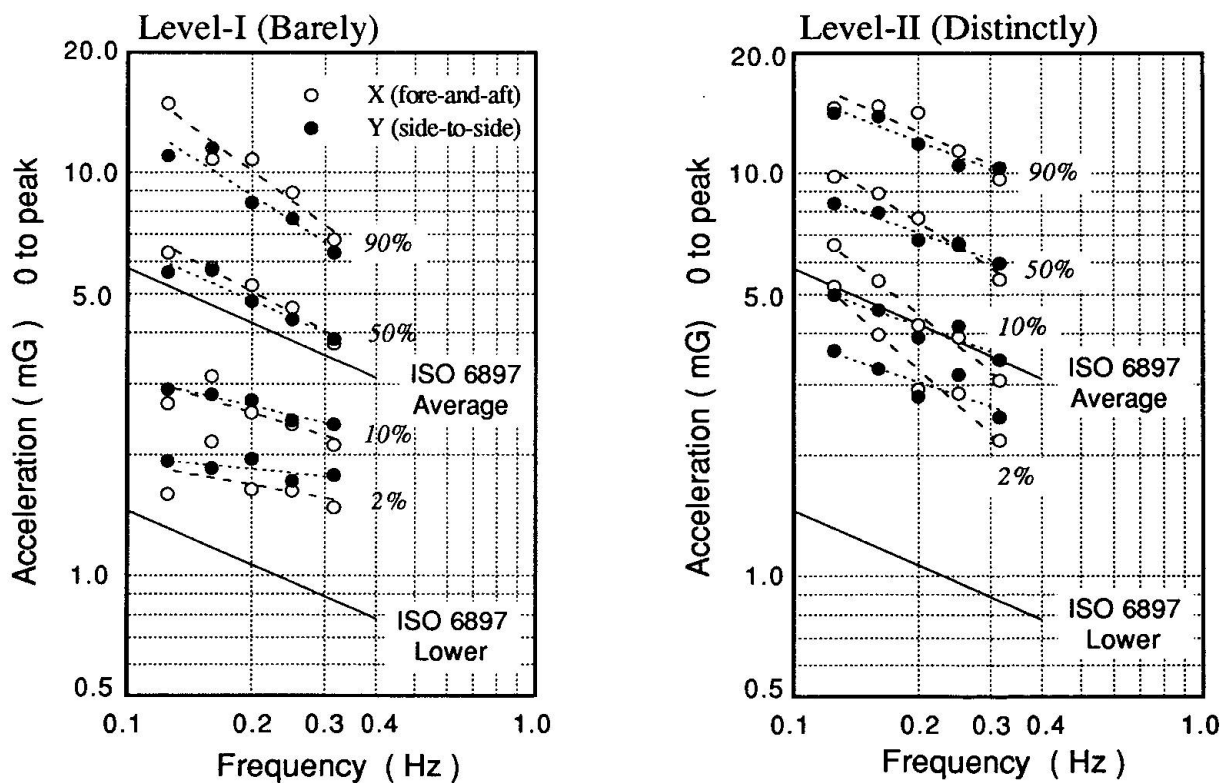 Level-I (Barely)
20.0
X (fore-and-aft)
Y (side-to-side)
10.0
5.0
1.0
0.5
90%
50%
ISO 6897
Average
10%
2%
ISO 6897
Lower
0.1
0.2
0.3
0.4
1.0
Frequency ( Hz )
Acceleration ( mG ) 0 to peak
Level-II (Distinctly)
20.0
10.0
5.0
1.0
0.5
90%
50%
10%
ISO 6897
Average
2%
ISO 6897
Lower
0.1
0.2
0.3
0.4
1.0
Frequency ( Hz )
Acceleration ( mG ) 0 to peak